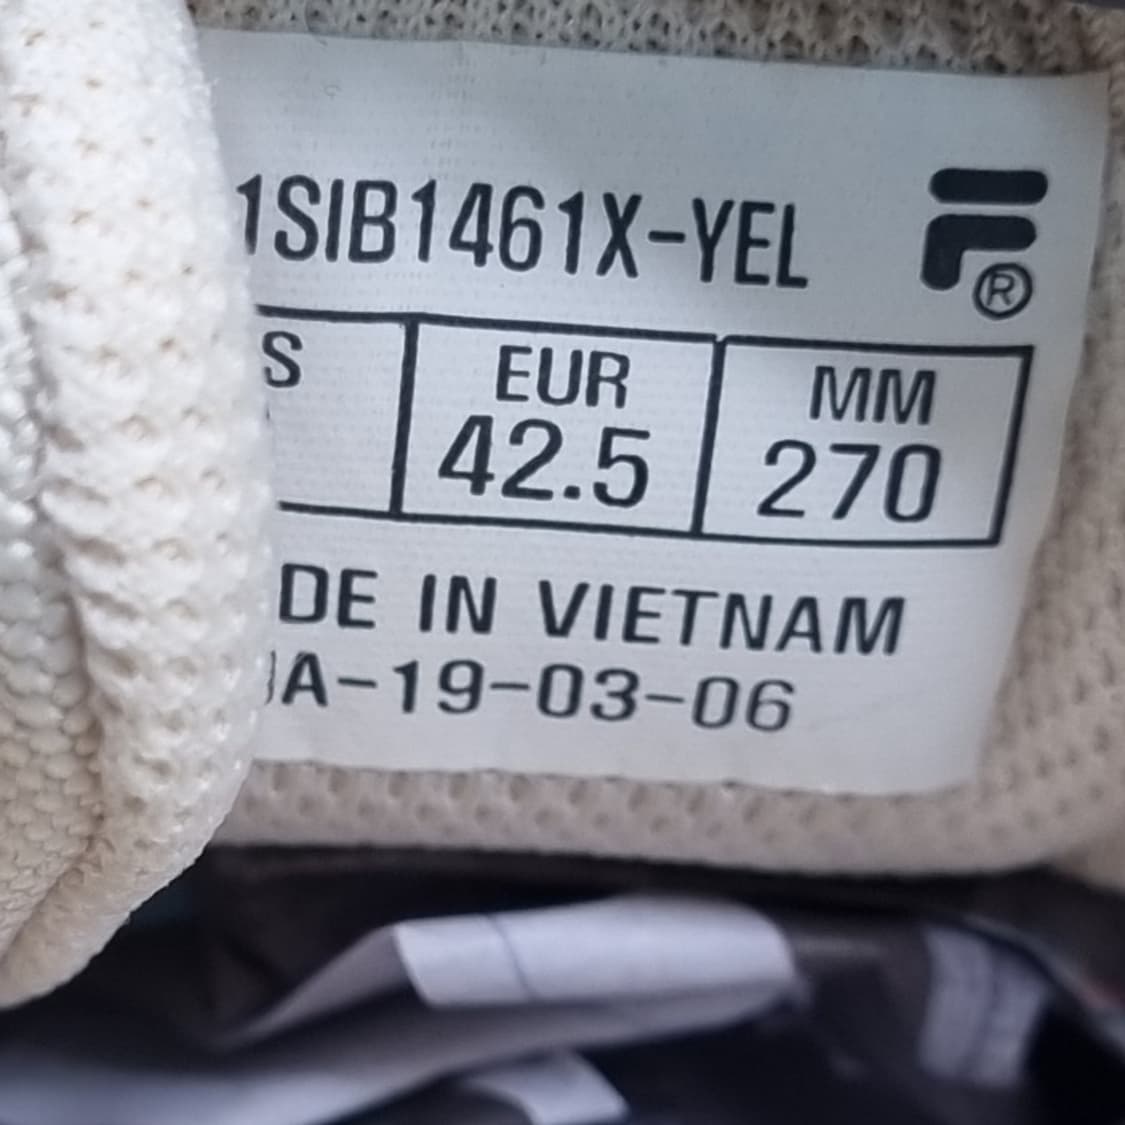 1SIB1461X-YEL
S EUR MM
42.5 270
DE IN VIETNAM
A-19-03-06